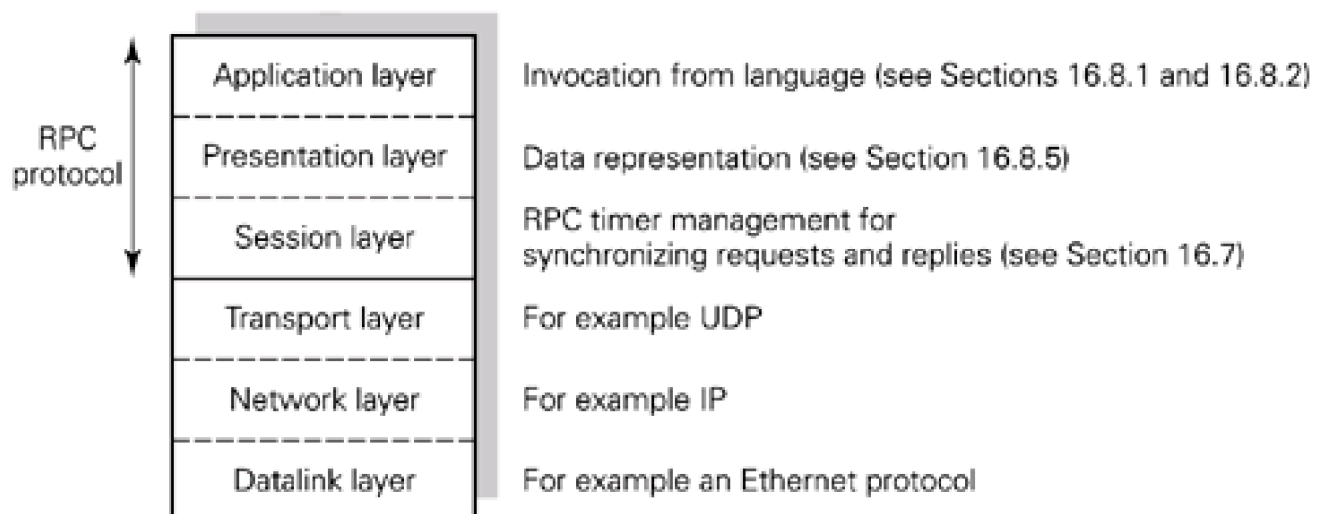 Application layer
Invocation from language (see Sections 16.8.1 and 16.8.2)
RPC
protocol
Presentation layer
Data representation (see Section 16.8.5)
Session layer
RPC timer management for
synchronizing requests and replies (see Section 16.7)
Transport layer
For example UDP
Network layer
For example IP
Datalink layer
For example an Ethernet protocol